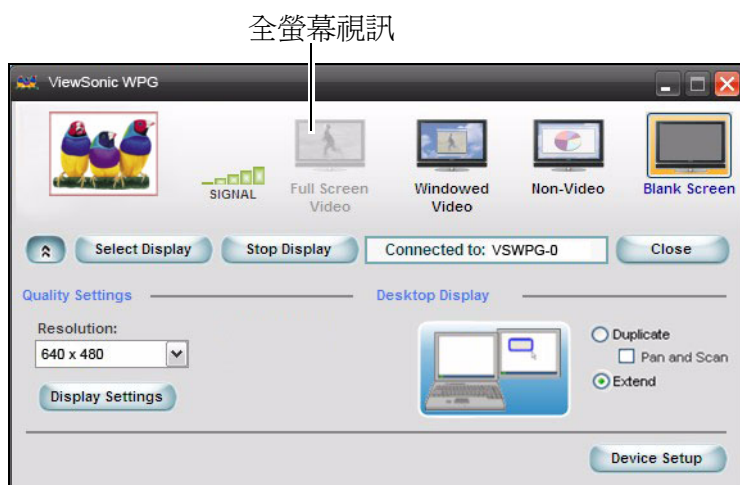 全螢幕視訊
ViewSonic WPG
SIGNAL
Full Screen
Video
Windowed
Video
Non-Video
Blank Screen
Select Display
Stop Display
Connected to: VSWPG-0
Close
Quality Settings
Desktop Display
Resolution:
640 x 480
Display Settings
Duplicate
Pan and Scan
Extend
Device Setup